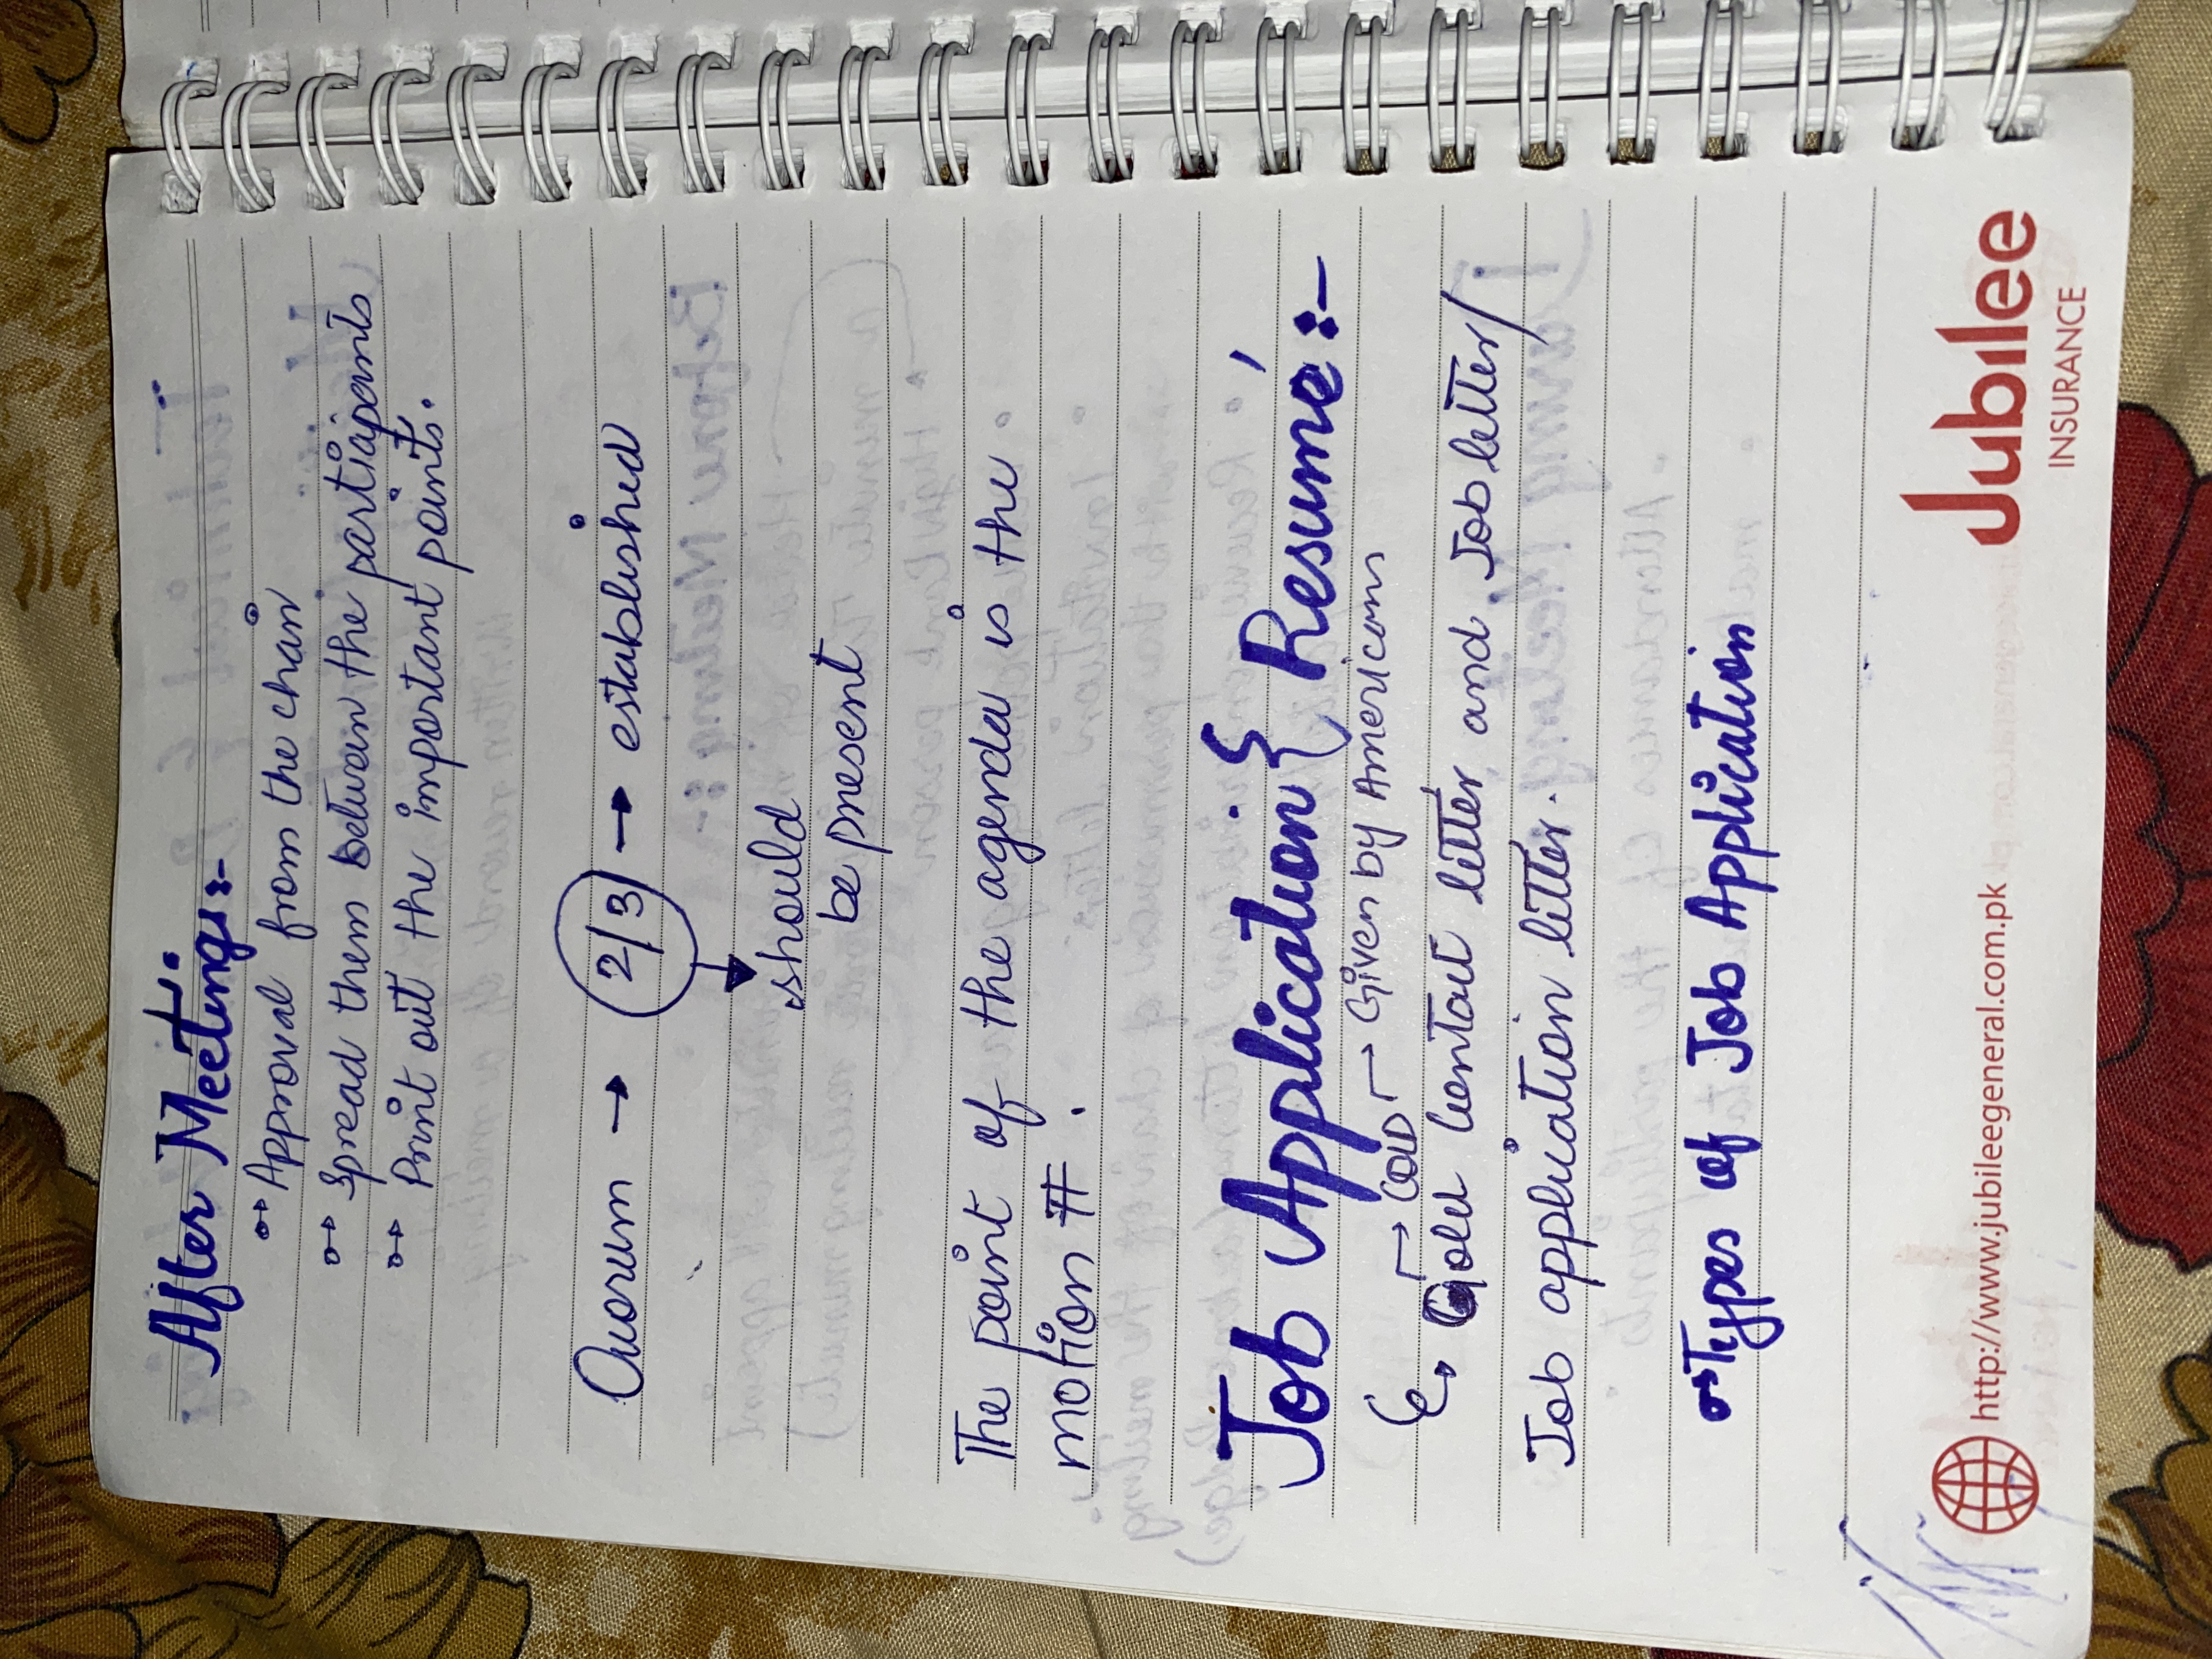 After Meetings:-
Approval from the chair
Spread them between the participants
Print out the important points.
Quorum → 2/3 → established
should
be present
The point of the agenda is the
motion # .
Job Application & Resumé:-
→ COLD → Given by Americans
→ Gold Contact letter and Job letter/
Job application letter.
Types of Job Application
http://www.jubileegeneral.com.pk
Jubilee
INSURANCE